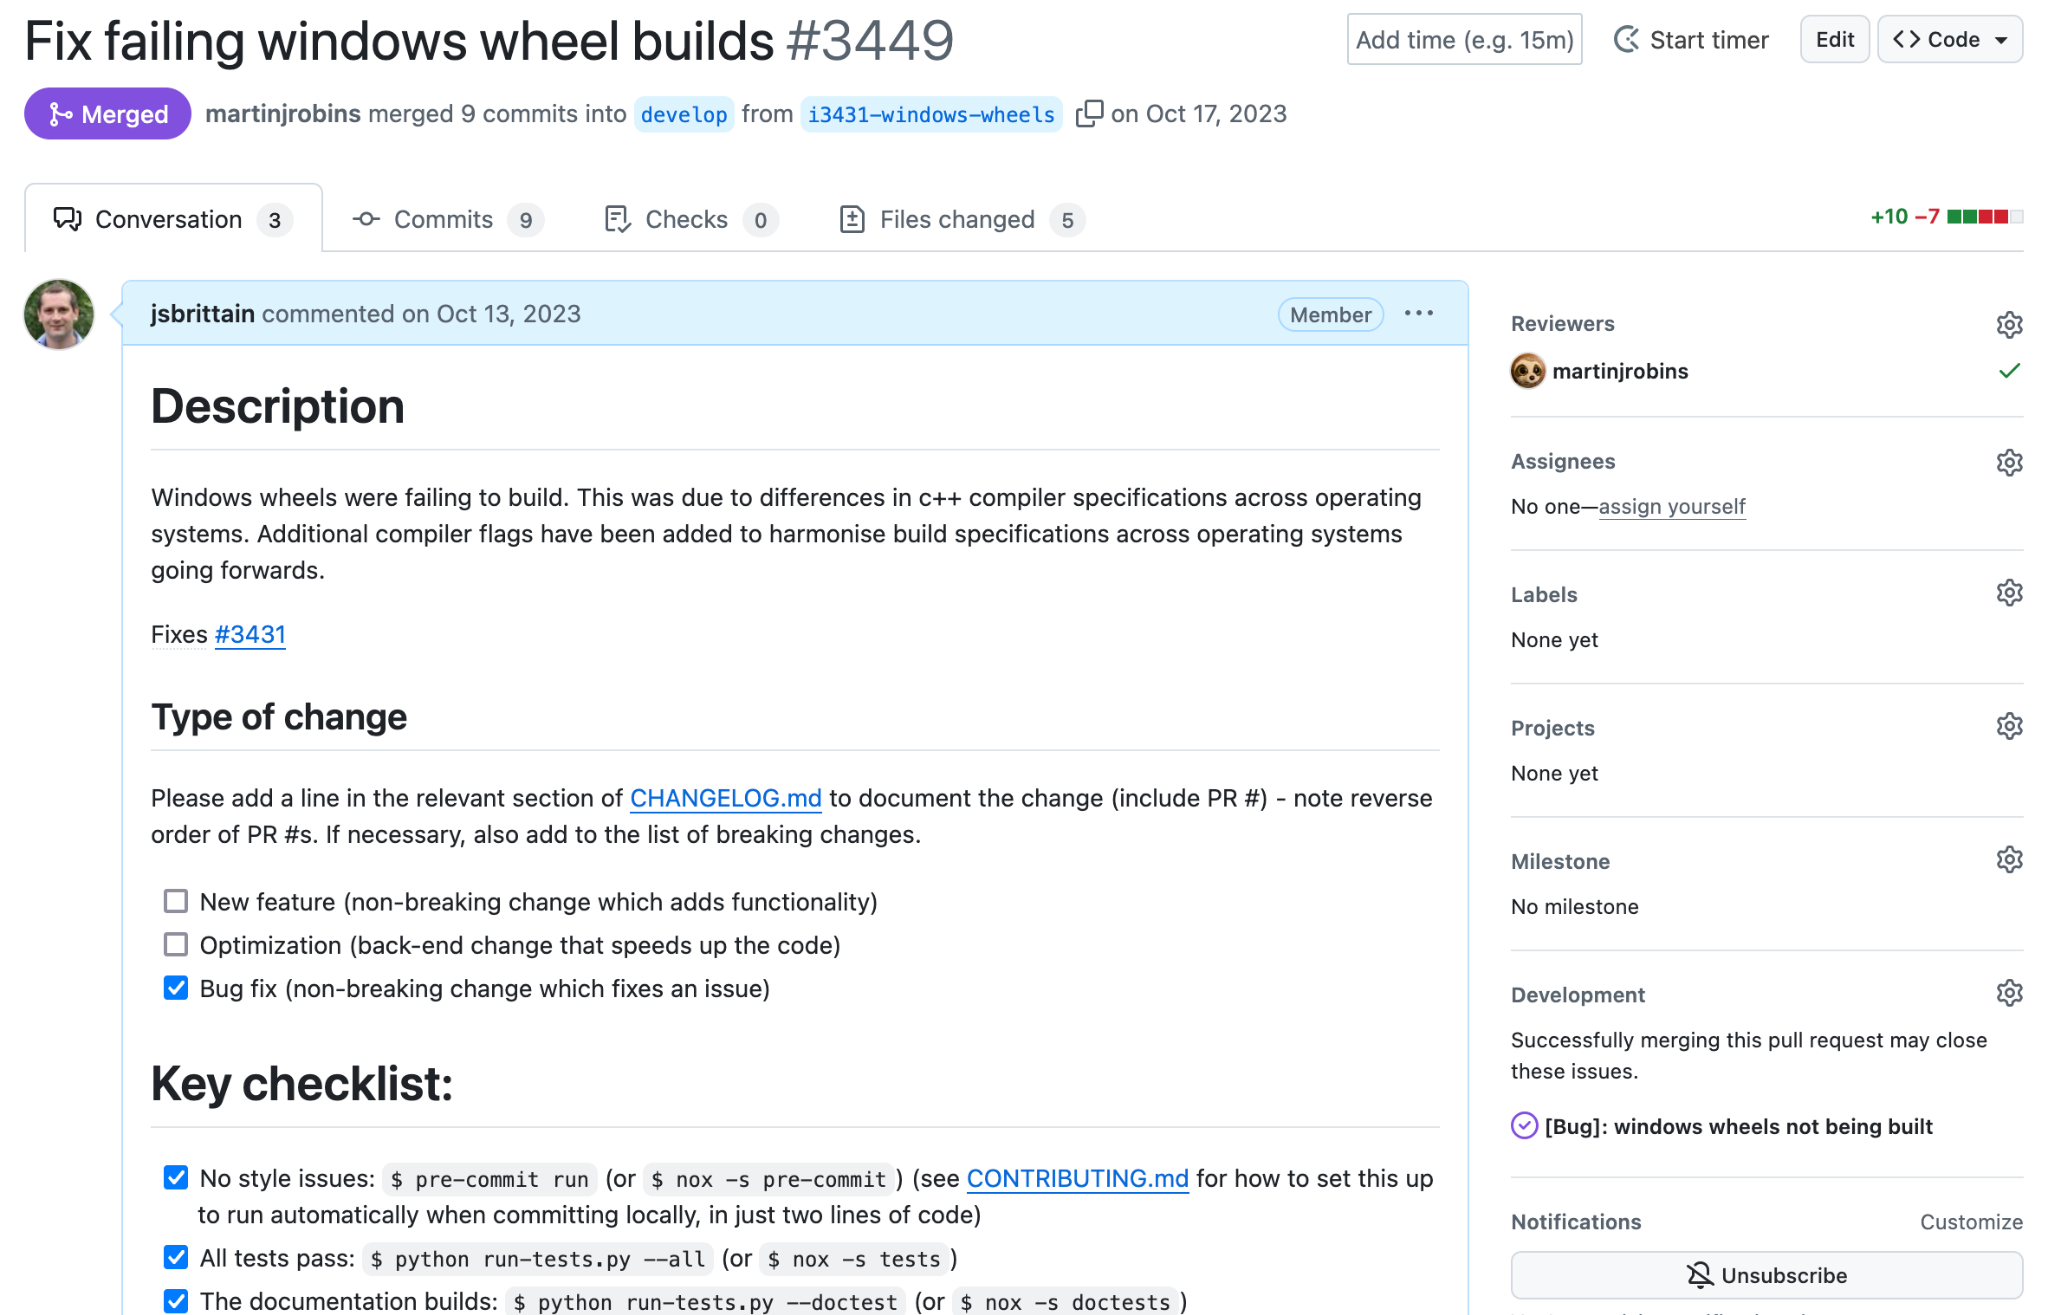 Fix failing windows wheel builds #3449
Add time (e.g. 15m)
Start timer
Edit
Code
Merged
martinjrobins merged 9 commits into develop from i3431-windows-wheels on Oct 17, 2023
Conversation 3
Commits 9
Checks 0
Files changed 5
+10 −7
jsbrittain commented on Oct 13, 2023
Member
Description
Windows wheels were failing to build. This was due to differences in c++ compiler specifications across operating
systems. Additional compiler flags have been added to harmonise build specifications across operating systems
going forwards.
Fixes #3431
Type of change
Please add a line in the relevant section of CHANGELOG.md to document the change (include PR #) - note reverse
order of PR #s. If necessary, also add to the list of breaking changes.
New feature (non-breaking change which adds functionality)
Optimization (back-end change that speeds up the code)
Bug fix (non-breaking change which fixes an issue)
Key checklist:
No style issues: $ pre-commit run (or $ nox -s pre-commit) (see CONTRIBUTING.md for how to set this up
to run automatically when committing locally, in just two lines of code)
All tests pass: $ python run-tests.py --all (or $ nox -s tests)
The documentation builds: $ python run-tests.py --doctest (or $ nox -s doctests)
Reviewers
martinjrobins
Assignees
No one—assign yourself
Labels
None yet
Projects
None yet
Milestone
No milestone
Development
Successfully merging this pull request may close
these issues.
[Bug]: windows wheels not being built
Notifications
Customize
Unsubscribe